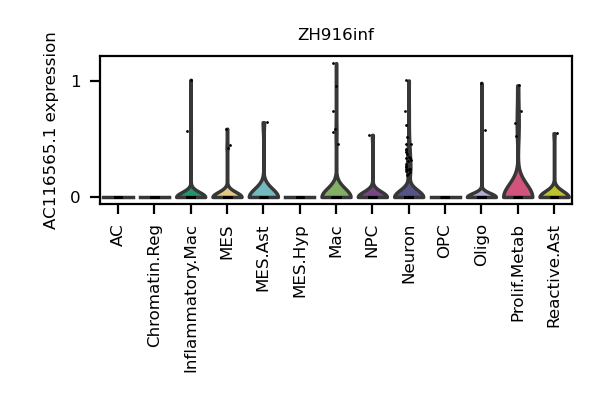 ZH916inf
AC116565.1 expression
1
0
AC
Chromatin.Reg
Inflammatory.Mac
MES
MES.Ast
MES.Hyp
Mac
NPC
Neuron
OPC
Oligo
Prolif.Metab
Reactive.Ast